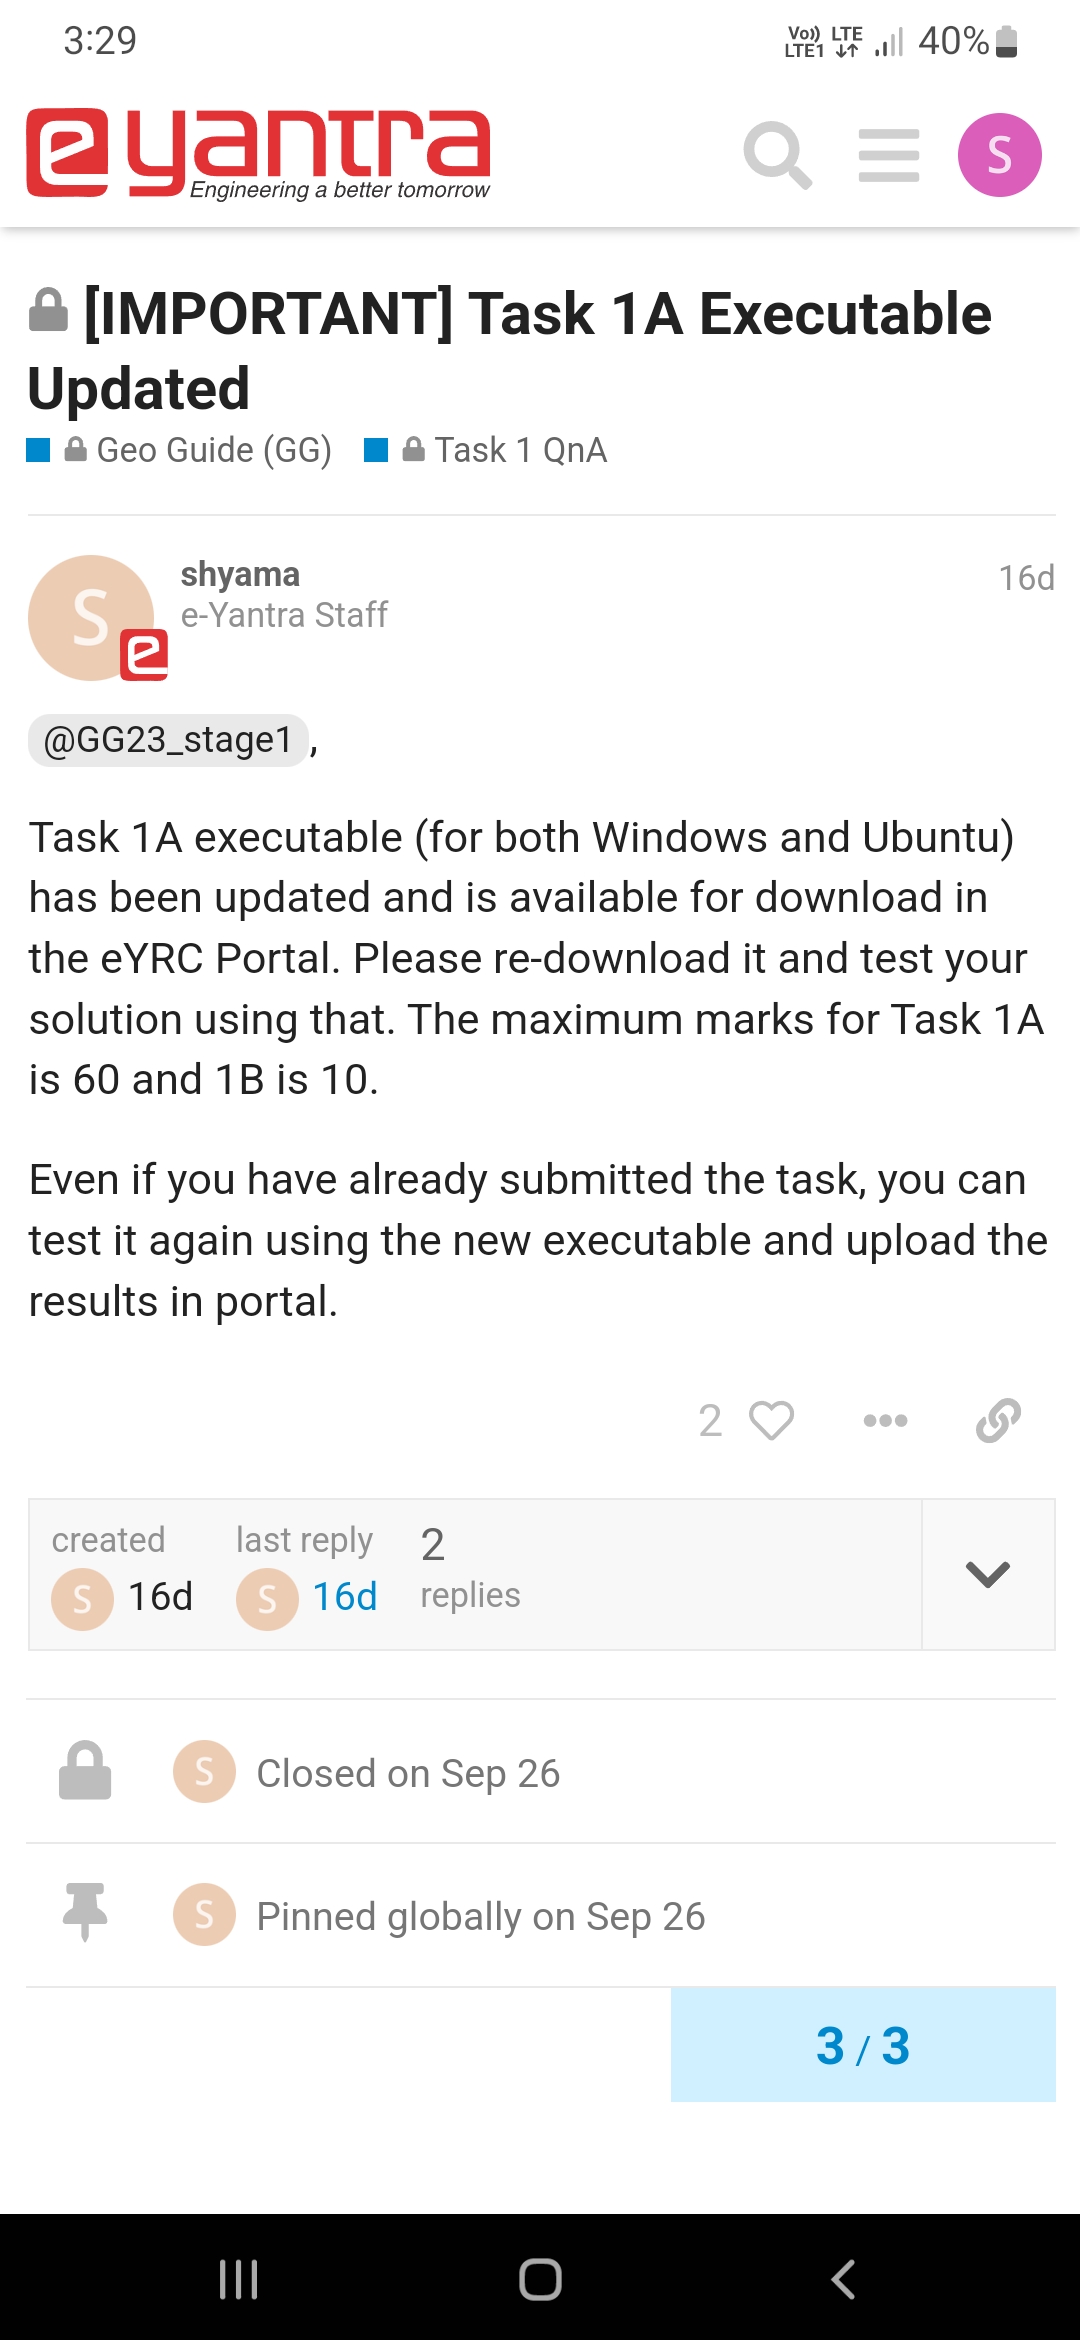 3:29
Vo)) LTE
LTE1
40%
e yantra
Engineering a better tomorrow
S
[IMPORTANT] Task 1A Executable
Updated
Geo Guide (GG) Task 1 QnA
S
shyama
16d
e-Yantra Staff
e
@GG23_stage1,
Task 1A executable (for both Windows and Ubuntu)
has been updated and is available for download in
the eYRC Portal. Please re-download it and test your
solution using that. The maximum marks for Task 1A
is 60 and 1B is 10.
Even if you have already submitted the task, you can
test it again using the new executable and upload the
results in portal.
2
created last reply 2
S 16d S 16d replies
S Closed on Sep 26
S Pinned globally on Sep 26
3 / 3